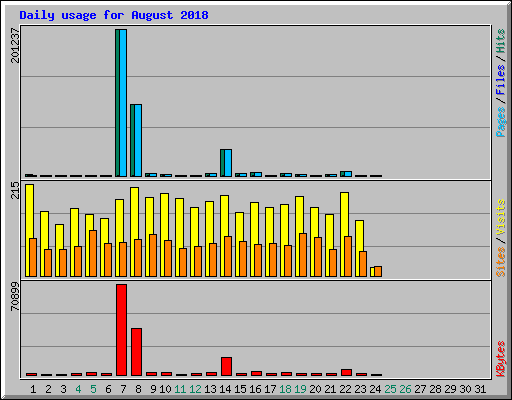 Daily usage for August 2018
201237
Pages / Files / Hits
215
Sites / Visits
70899
KBytes
1 2 3 4 5 6 7 8 9 10 11 12 13 14 15 16 17 18 19 20 21 22 23 24 25 26 27 28 29 30 31